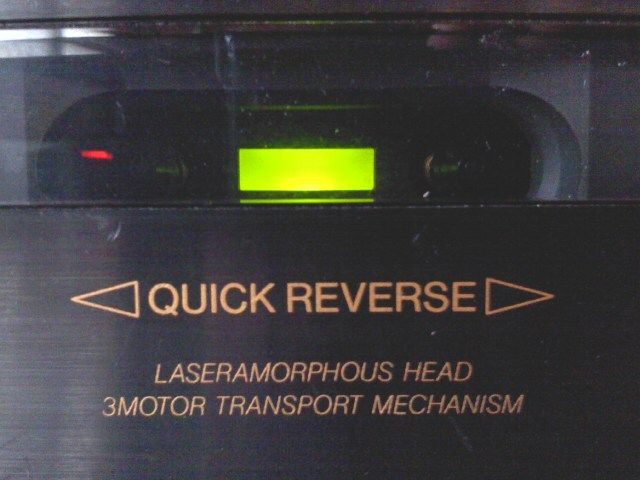 QUICK REVERSE
LASERAMORPHOUS HEAD
3MOTOR TRANSPORT MECHANISM